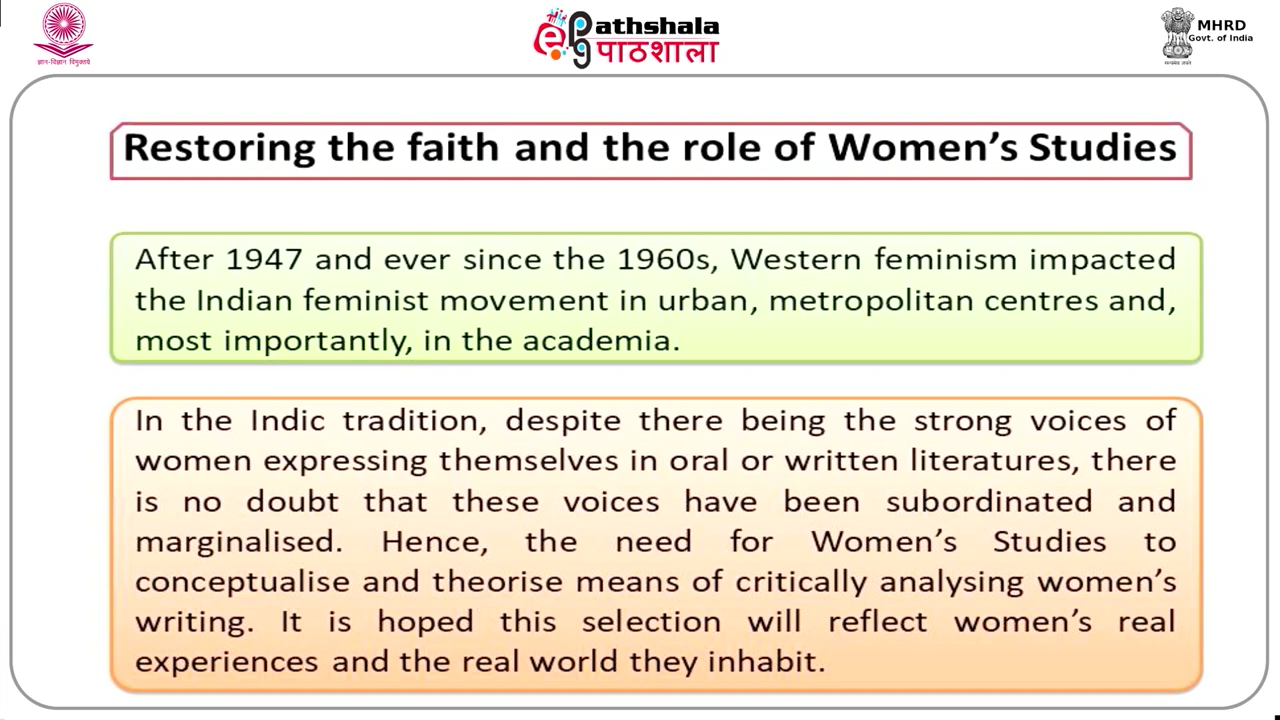 ज्ञान-विज्ञान विमुक्तये
epgathshala
पाठशाला
MHRD
Govt. of India
सत्यमेव जयते
Restoring the faith and the role of Women’s Studies
After 1947 and ever since the 1960s, Western feminism impacted
the Indian feminist movement in urban, metropolitan centres and,
most importantly, in the academia.
In the Indic tradition, despite there being the strong voices of
women expressing themselves in oral or written literatures, there
is no doubt that these voices have been subordinated and
marginalised. Hence, the need for Women’s Studies to
conceptualise and theorise means of critically analysing women’s
writing. It is hoped this selection will reflect women’s real
experiences and the real world they inhabit.